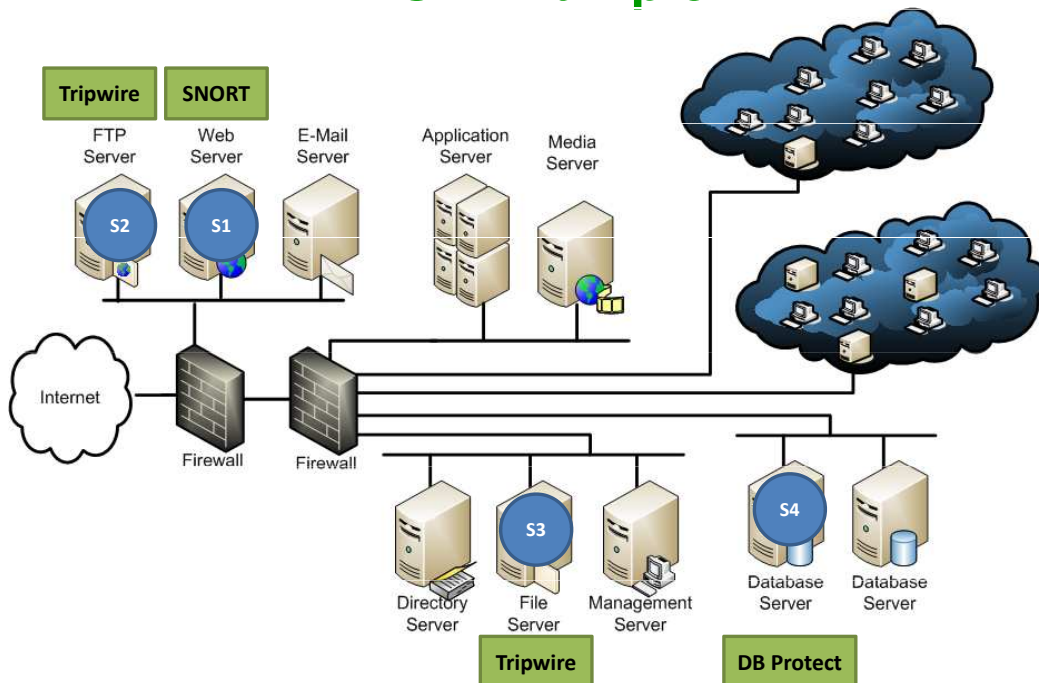 Tripwire
SNORT
FTP
Server
Web
Server
E-Mail
Server
Application
Server
Media
Server
S2
S1
Internet
Firewall
Firewall
S3
S4
Directory
Server
File
Server
Management
Server
Database
Server
Database
Server
Tripwire
DB Protect